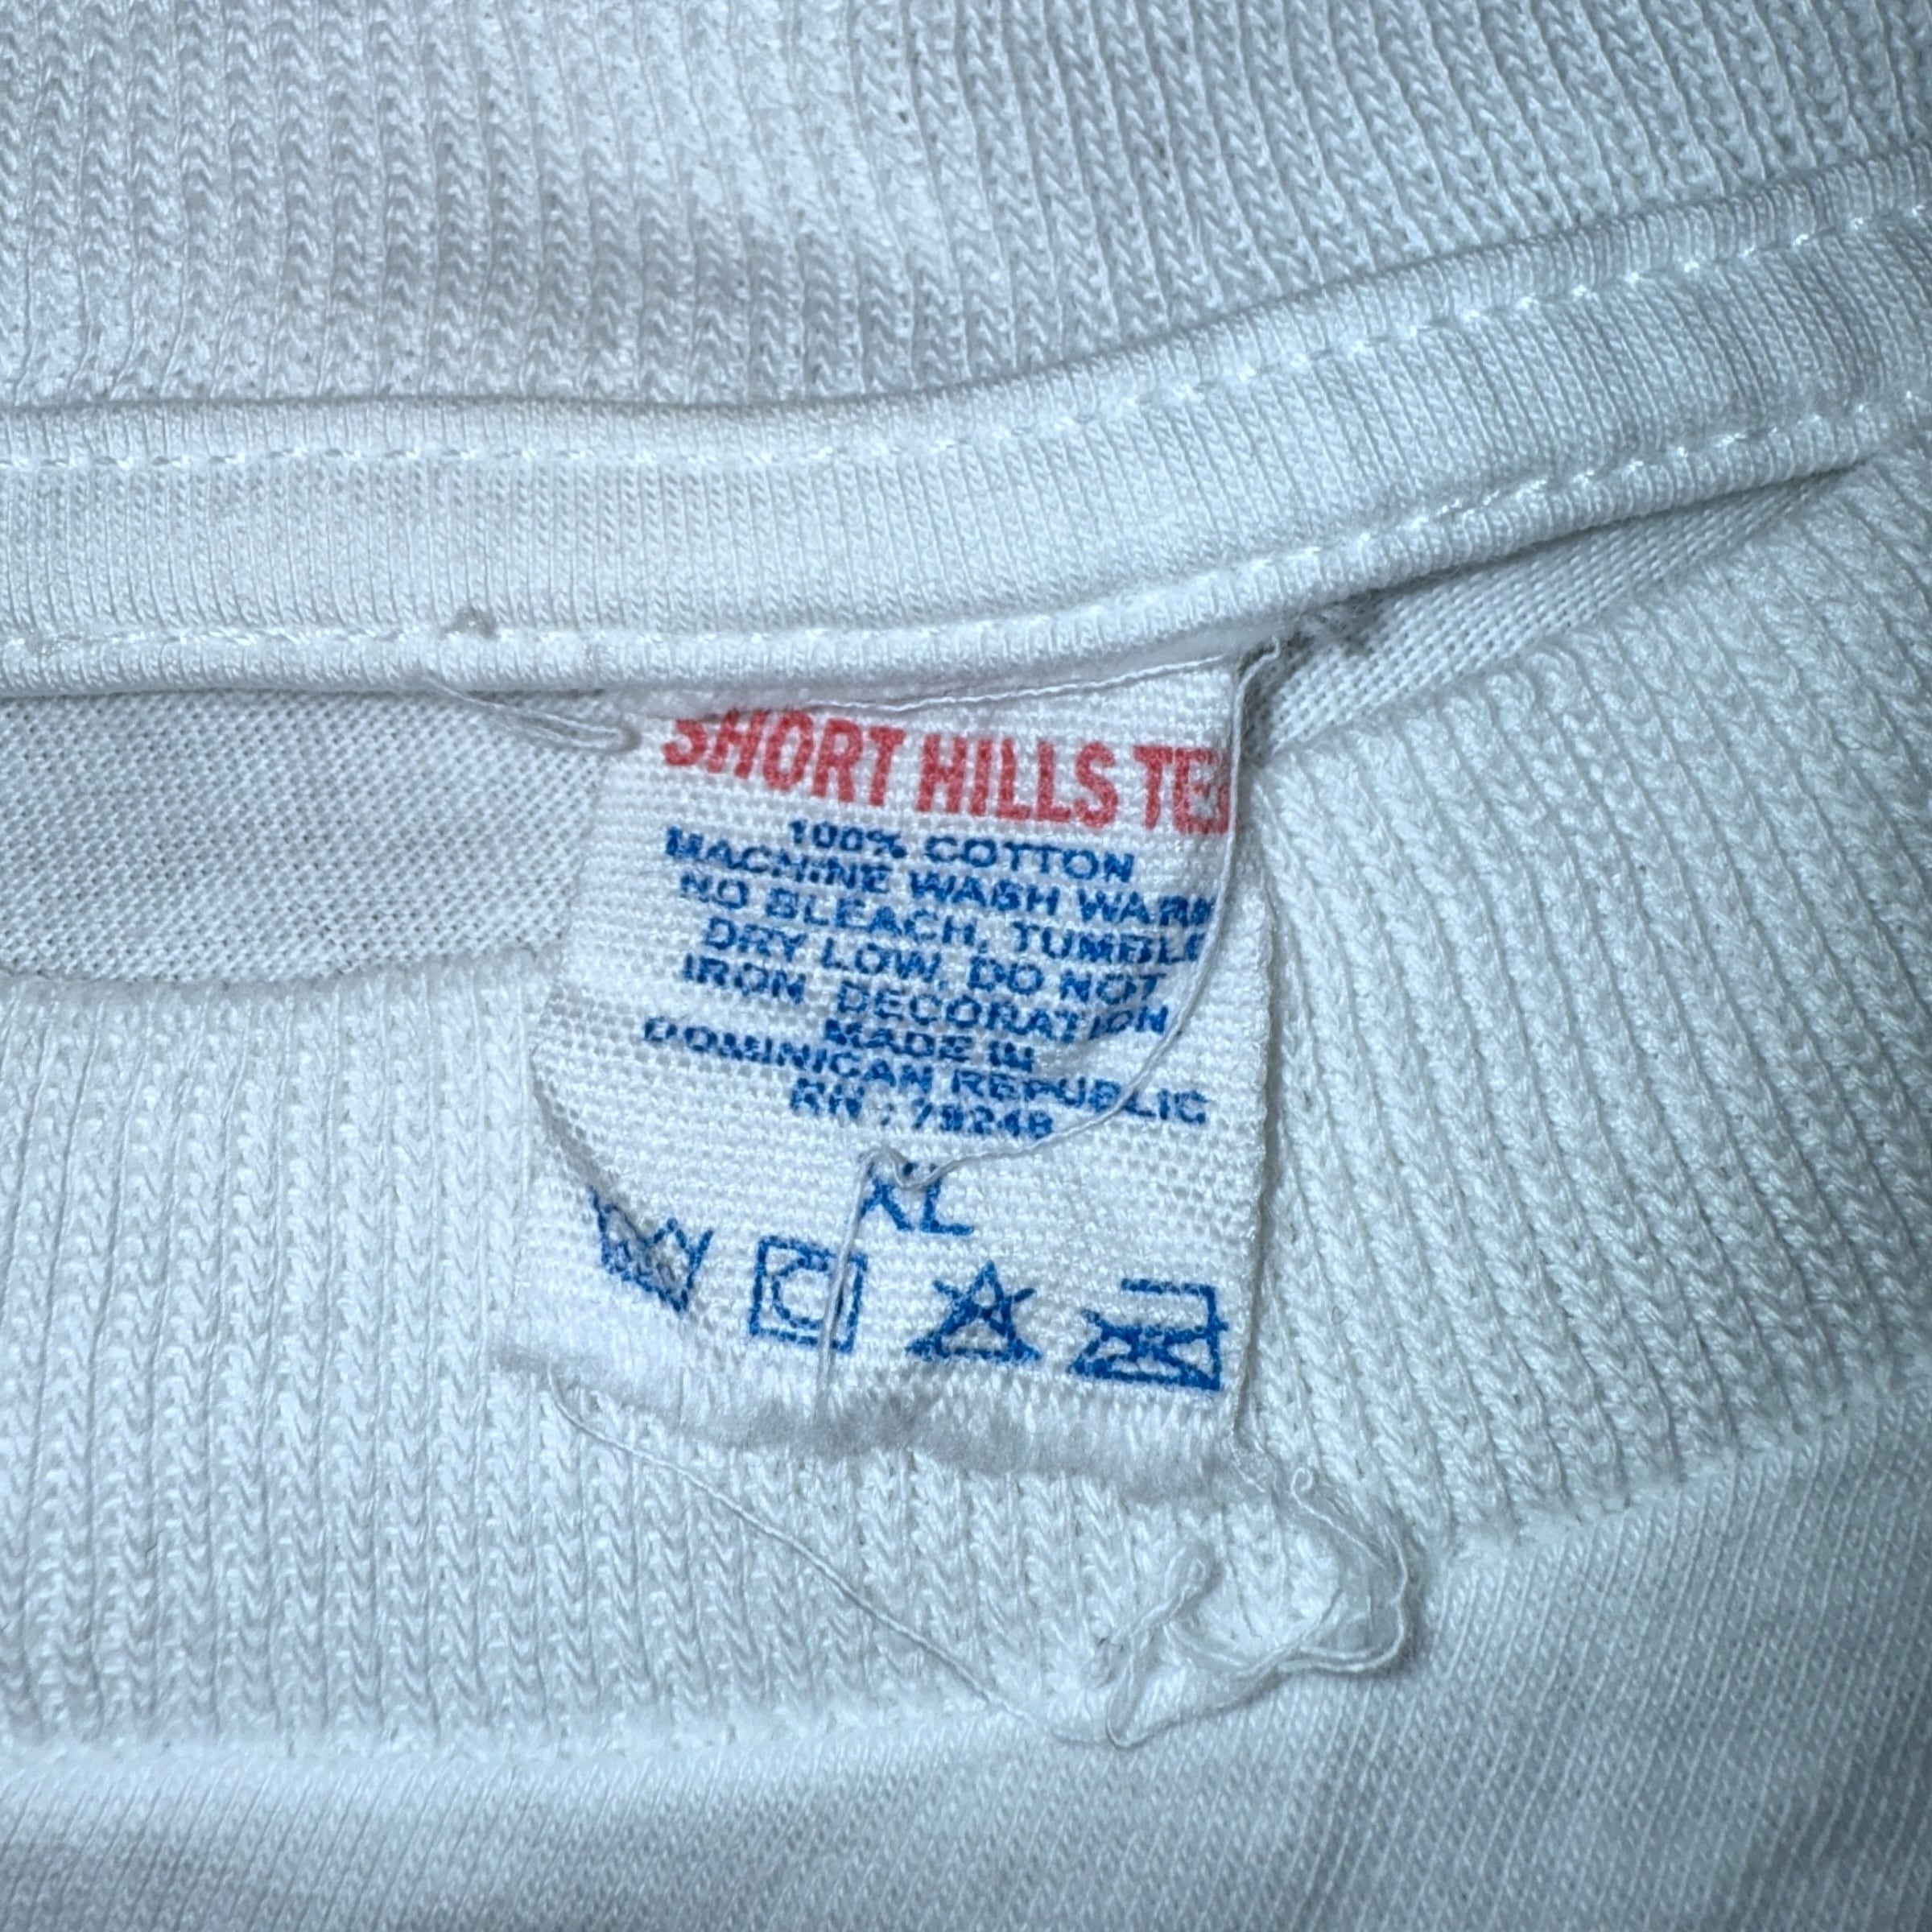 SHORT HILLS TE
100% COTTON
MACHINE WASH WARM
NO BLEACH, TUMBLE
DRY LOW, DO NOT
IRON DECORATION
MADE IN
DOMINICAN REPUBLIC
RN : 79248
XL